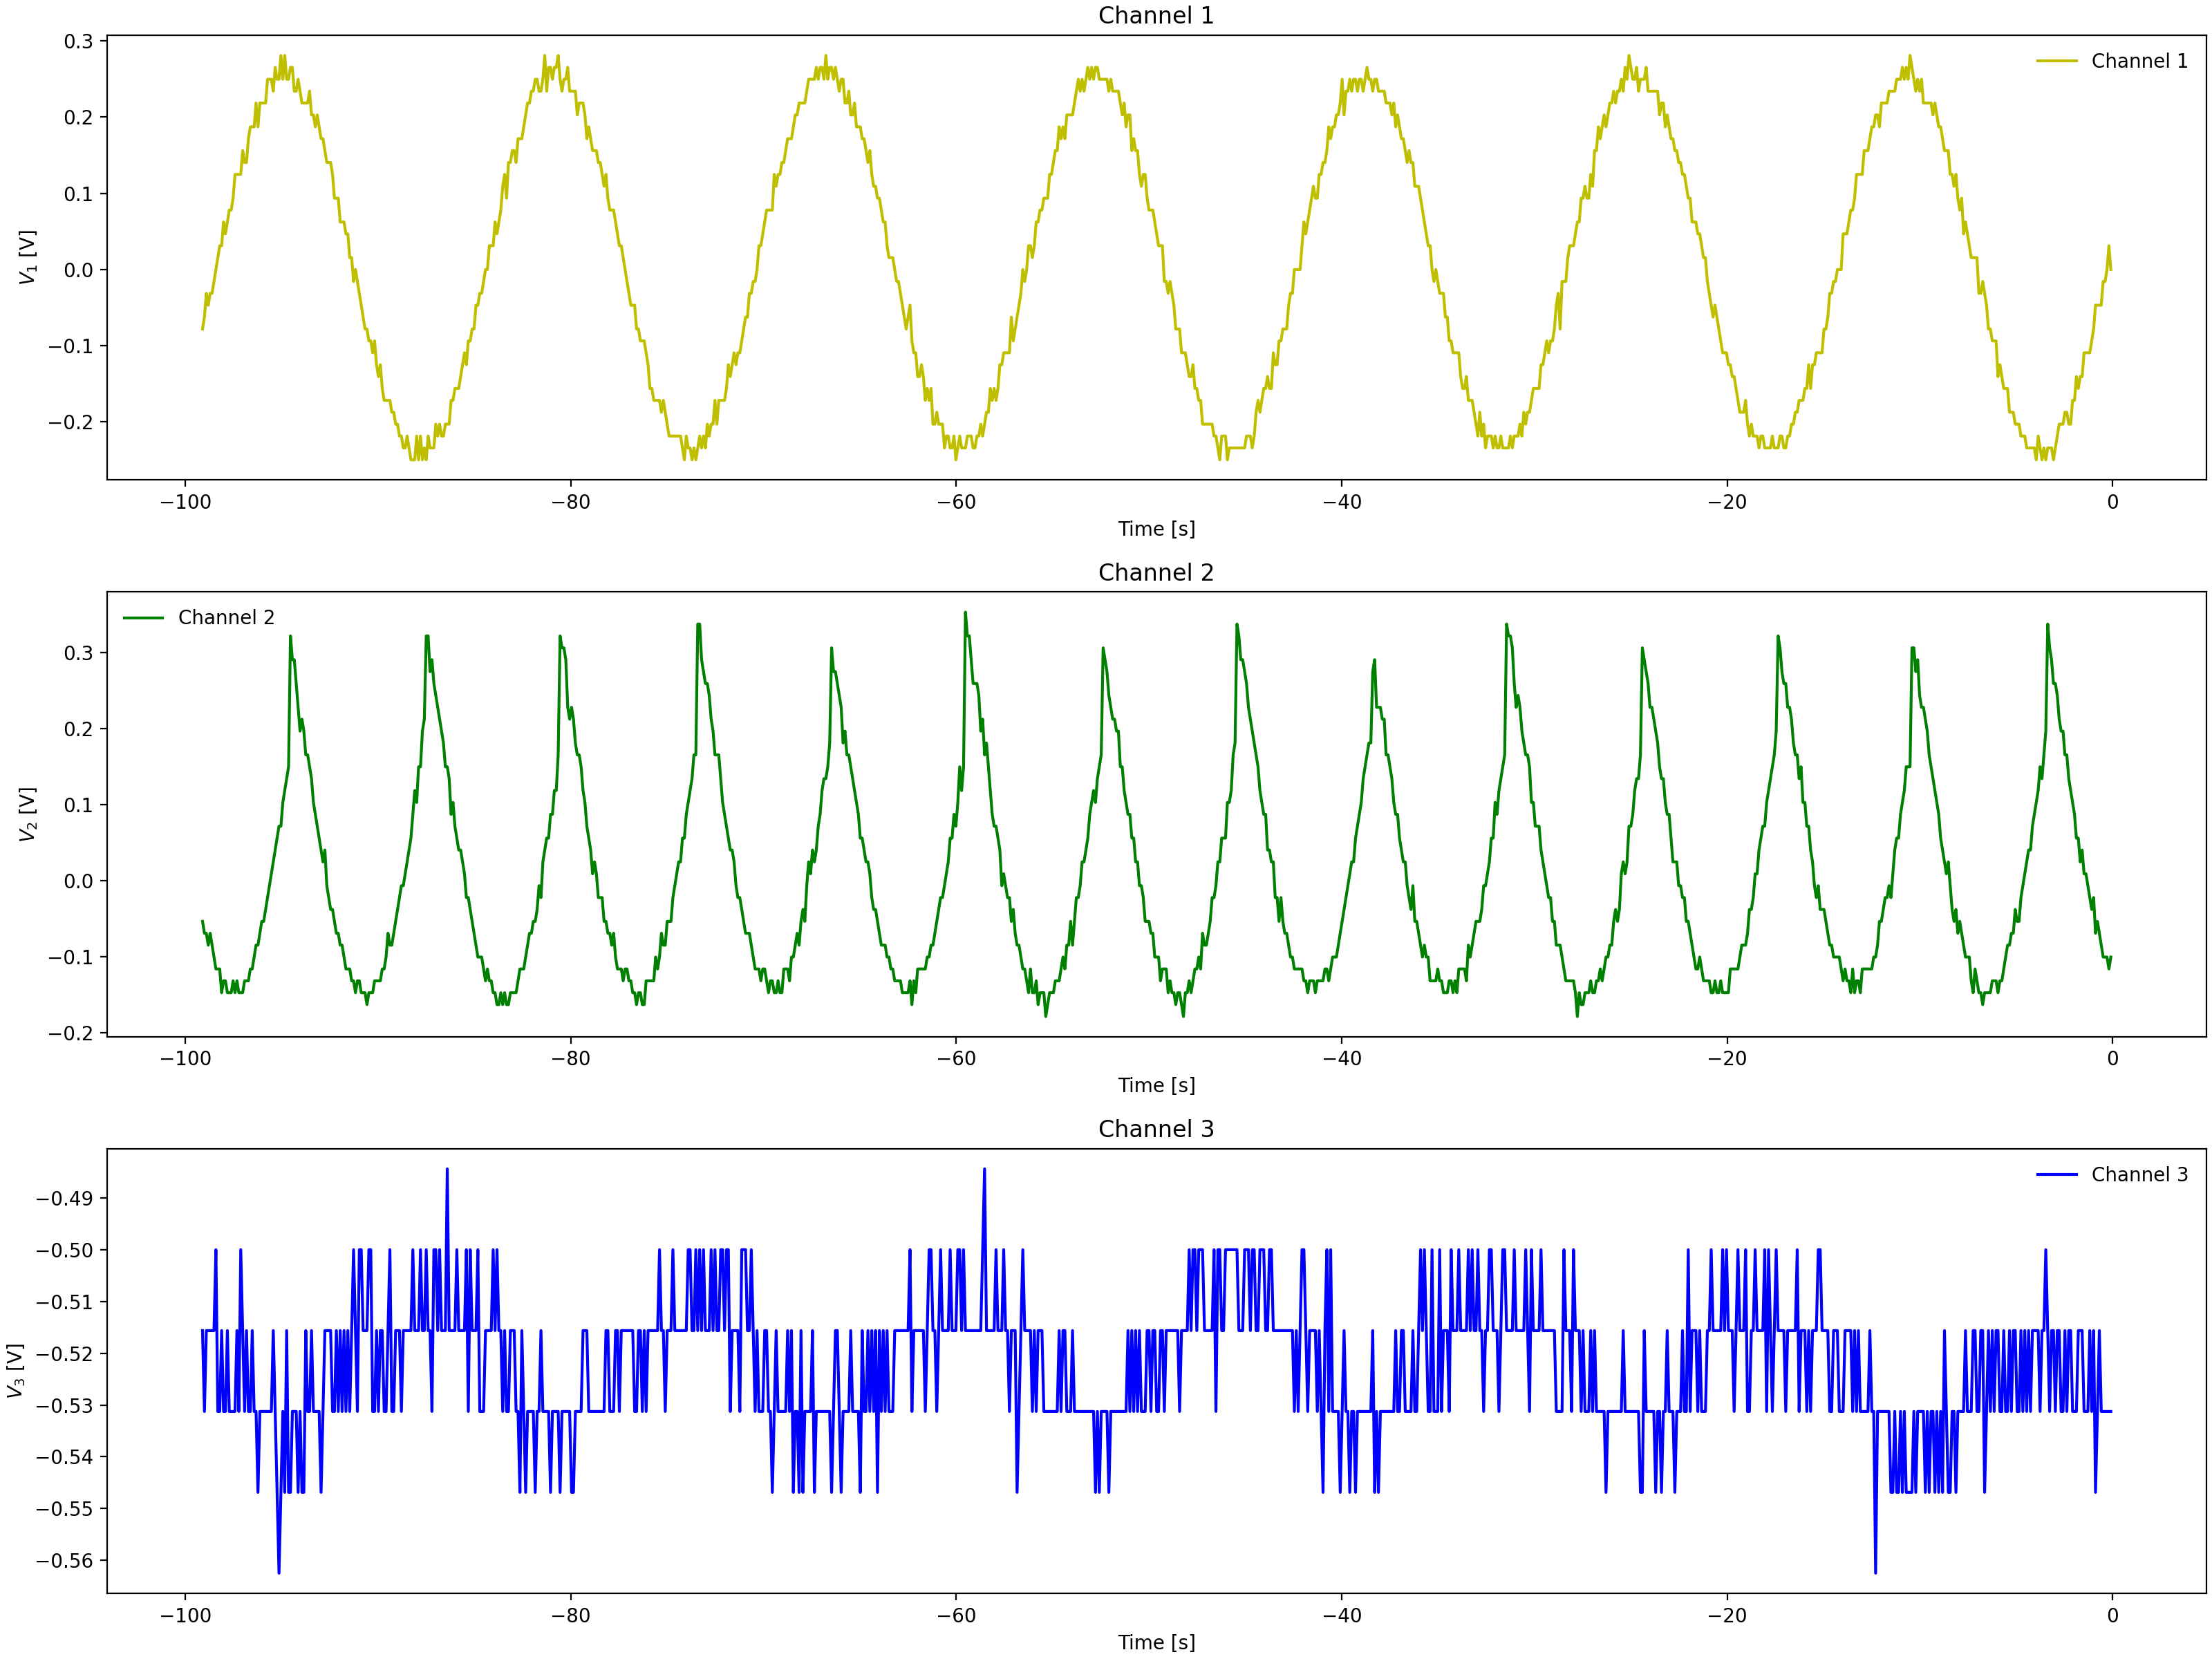 Channel 1
0.3
0.2
0.1
0.0
−0.1
−0.2
V1 [V]
Channel 1
−100 −80 −60 −40 −20 0
Time [s]
Channel 2
0.3
0.2
0.1
0.0
−0.1
−0.2
V2 [V]
Channel 2
−100 −80 −60 −40 −20 0
Time [s]
Channel 3
−0.49
−0.50
−0.51
−0.52
−0.53
−0.54
−0.55
−0.56
V3 [V]
Channel 3
−100 −80 −60 −40 −20 0
Time [s]